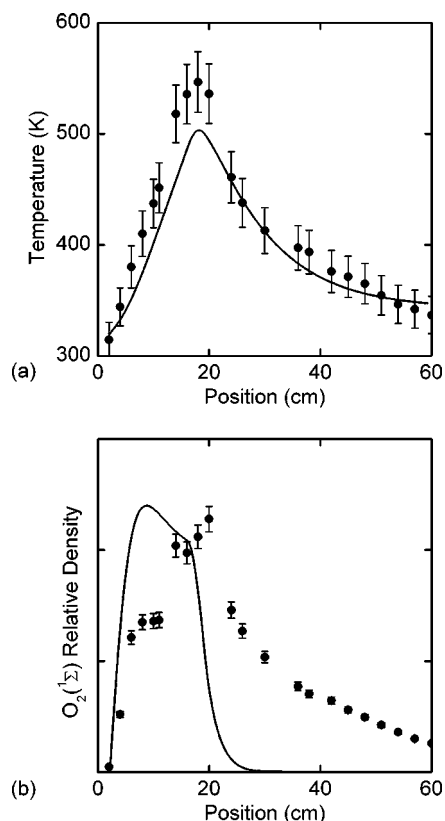 600
500
400
300
Temperature (K)
(a)
0 20 40 60
Position (cm)
O₂(¹Σ) Relative Density
(b)
0 20 40 60
Position (cm)